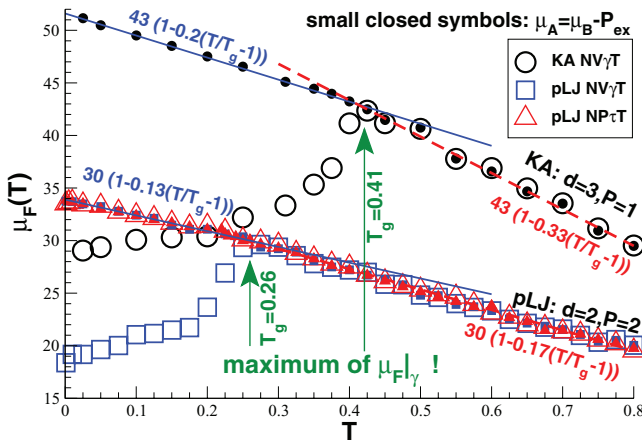 small closed symbols: μA=μB-Pex
43 (1-0.2(T/Tg-1))
KA NVγT
pLJ NVγT
pLJ NPτT
30 (1-0.13(T/Tg-1))
Tg=0.41
KA: d=3,P=1
43 (1-0.33(T/Tg-1))
Tg=0.26
pLJ: d=2,P=2
30 (1-0.17(T/Tg-1))
maximum of μF|γ !
μF(T)
50
45
40
35
30
25
20
15
0
0.1
0.2
0.3
0.4
0.5
0.6
0.7
0.8
T